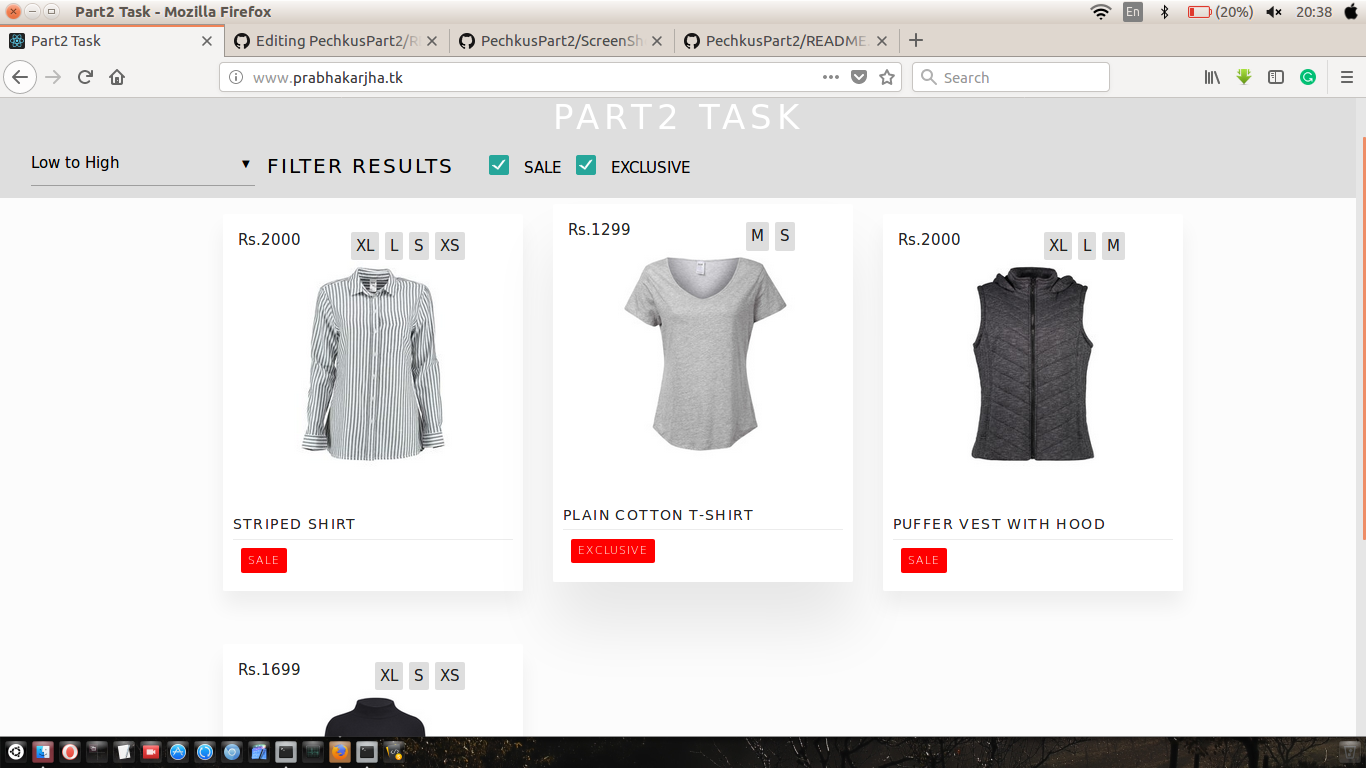 Part2 Task - Mozilla Firefox
En
(20%)
20:38
Part2 Task
Editing PechkusPart2/R
PechkusPart2/ScreenSh
PechkusPart2/README.
www.prabhakarjha.tk
Search
PART2 TASK
Low to High
FILTER RESULTS
SALE
EXCLUSIVE
Rs.2000
XL L S XS
STRIPED SHIRT
SALE
Rs.1299
M S
PLAIN COTTON T-SHIRT
EXCLUSIVE
Rs.2000
XL L M
PUFFER VEST WITH HOOD
SALE
Rs.1699
XL S XS